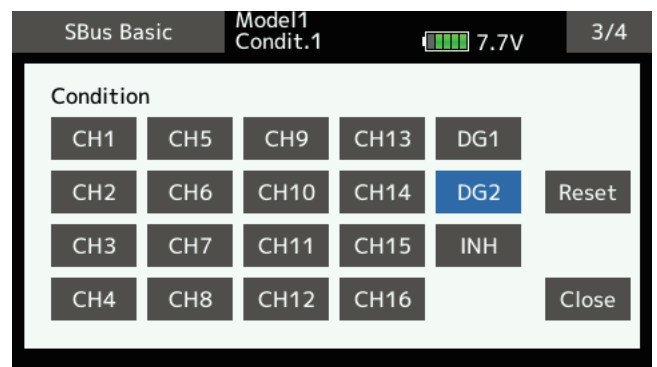 SBus Basic
Model1
Condit.1
7.7V
3/4
Condition
CH1 CH5 CH9 CH13 DG1
CH2 CH6 CH10 CH14 DG2 Reset
CH3 CH7 CH11 CH15 INH
CH4 CH8 CH12 CH16 Close